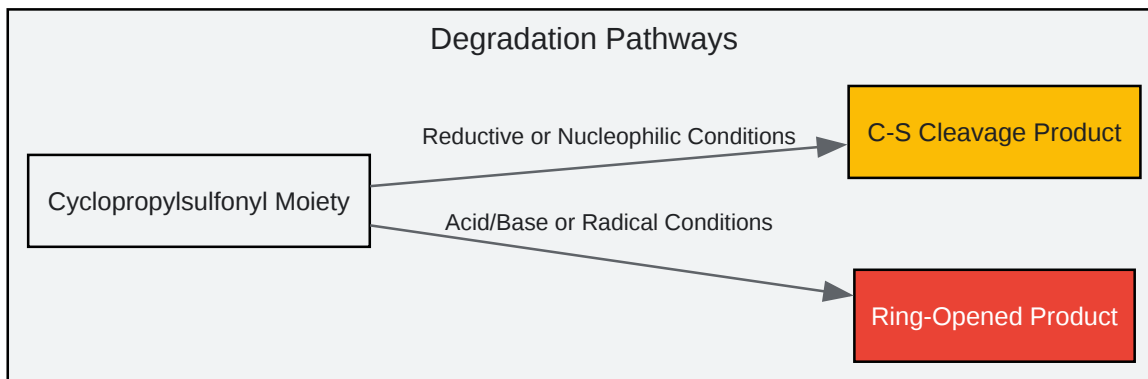 Degradation Pathways
Reductive or Nucleophilic Conditions
C-S Cleavage Product
Cyclopropylsulfonyl Moiety
Acid/Base or Radical Conditions
Ring-Opened Product